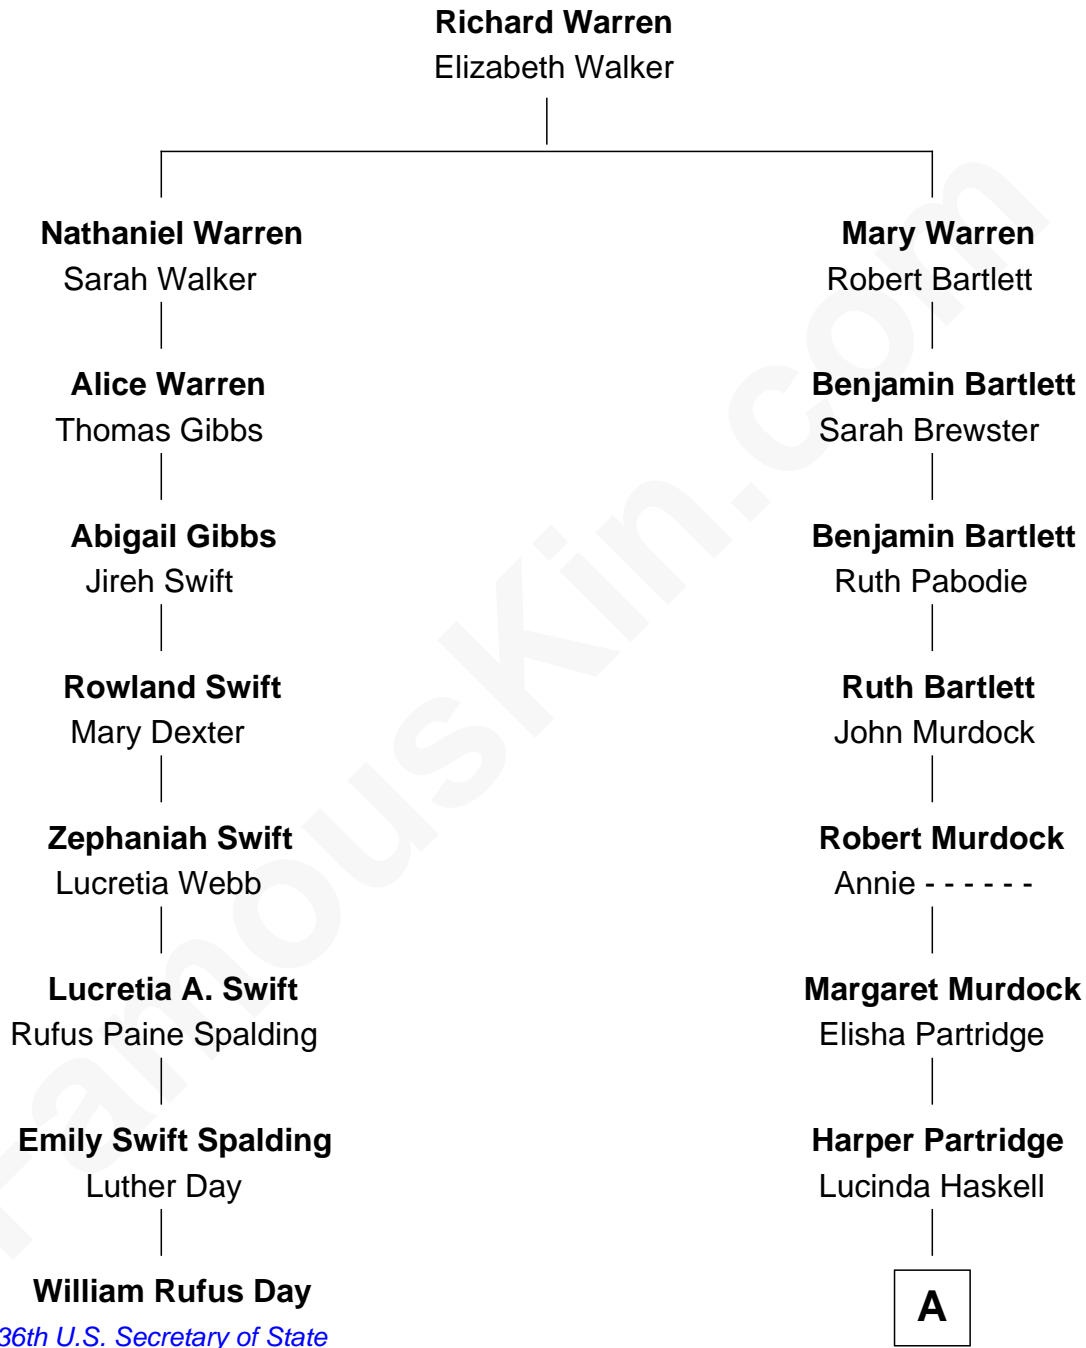 Richard Warren
Elizabeth Walker
Nathaniel Warren
Sarah Walker
Mary Warren
Robert Bartlett
Alice Warren
Thomas Gibbs
Benjamin Bartlett
Sarah Brewster
Abigail Gibbs
Jireh Swift
Benjamin Bartlett
Ruth Pabodie
Rowland Swift
Mary Dexter
Ruth Bartlett
John Murdock
Zephaniah Swift
Lucretia Webb
Robert Murdock
Annie - - - - - -
Lucretia A. Swift
Rufus Paine Spalding
Margaret Murdock
Elisha Partridge
Emily Swift Spalding
Luther Day
Harper Partridge
Lucinda Haskell
William Rufus Day
36th U.S. Secretary of State
A
FamousKin.com